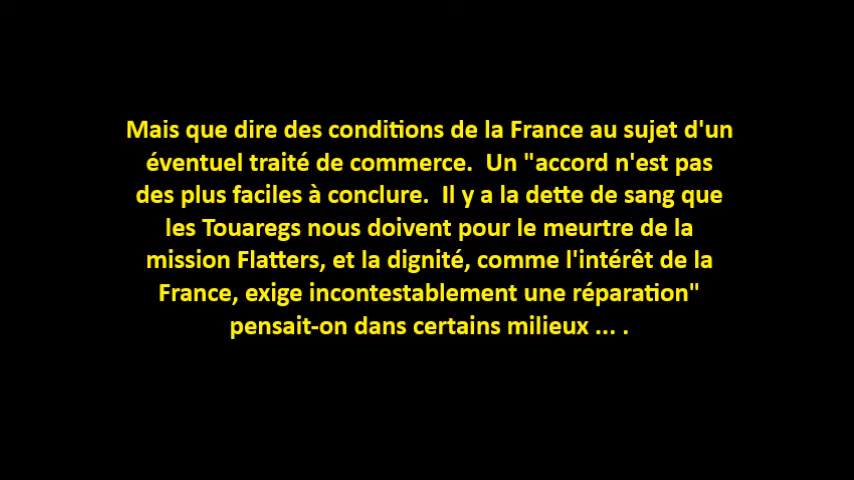 Mais que dire des conditions de la France au sujet d'un
éventuel traité de commerce.  Un "accord n'est pas
des plus faciles à conclure.  Il y a la dette de sang que
les Touaregs nous doivent pour le meurtre de la
mission Flatters, et la dignité, comme l'intérêt de la
France, exige incontestablement une réparation"
pensait-on dans certains milieux ... .